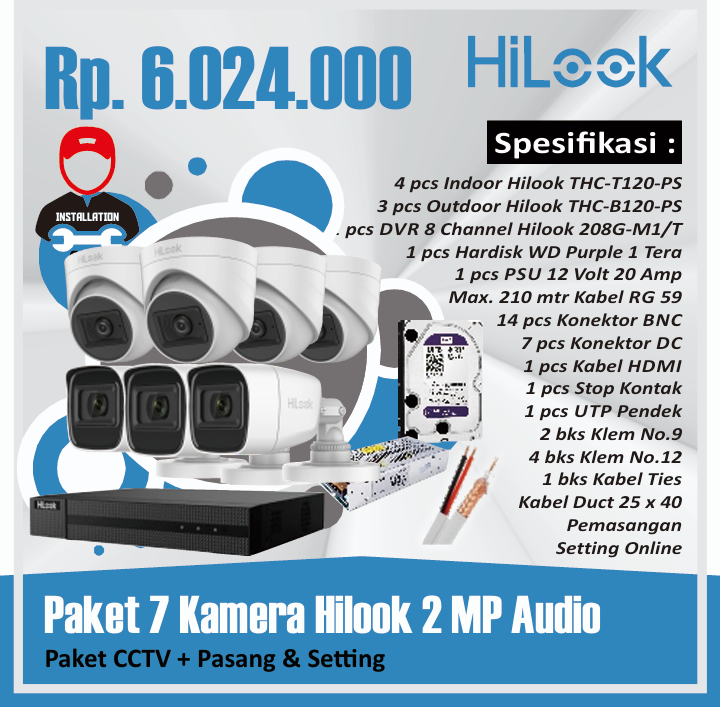 Rp. 6.024.000
HiLook
Spesifikasi :
INSTALLATION
4 pcs Indoor Hilook THC-T120-PS
3 pcs Outdoor Hilook THC-B120-PS
pcs DVR 8 Channel Hilook 208G-M1/T
1 pcs Hardisk WD Purple 1 Tera
1 pcs PSU 12 Volt 20 Amp
Max. 210 mtr Kabel RG 59
14 pcs Konektor BNC
7 pcs Konektor DC
1 pcs Kabel HDMI
1 pcs Stop Kontak
1 pcs UTP Pendek
2 bks Klem No.9
4 bks Klem No.12
1 bks Kabel Ties
Kabel Duct 25 x 40
Pemasangan
Setting Online
HiLook
HiLook
HiLook
HiLook
Paket 7 Kamera Hilook 2 MP Audio
Paket CCTV + Pasang & Setting